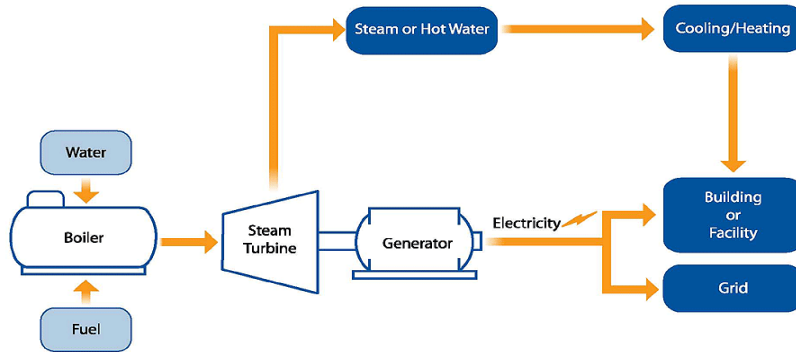 Steam or Hot Water
Cooling/Heating
Water
Boiler
Fuel
Steam
Turbine
Generator
Electricity
Building
or
Facility
Grid